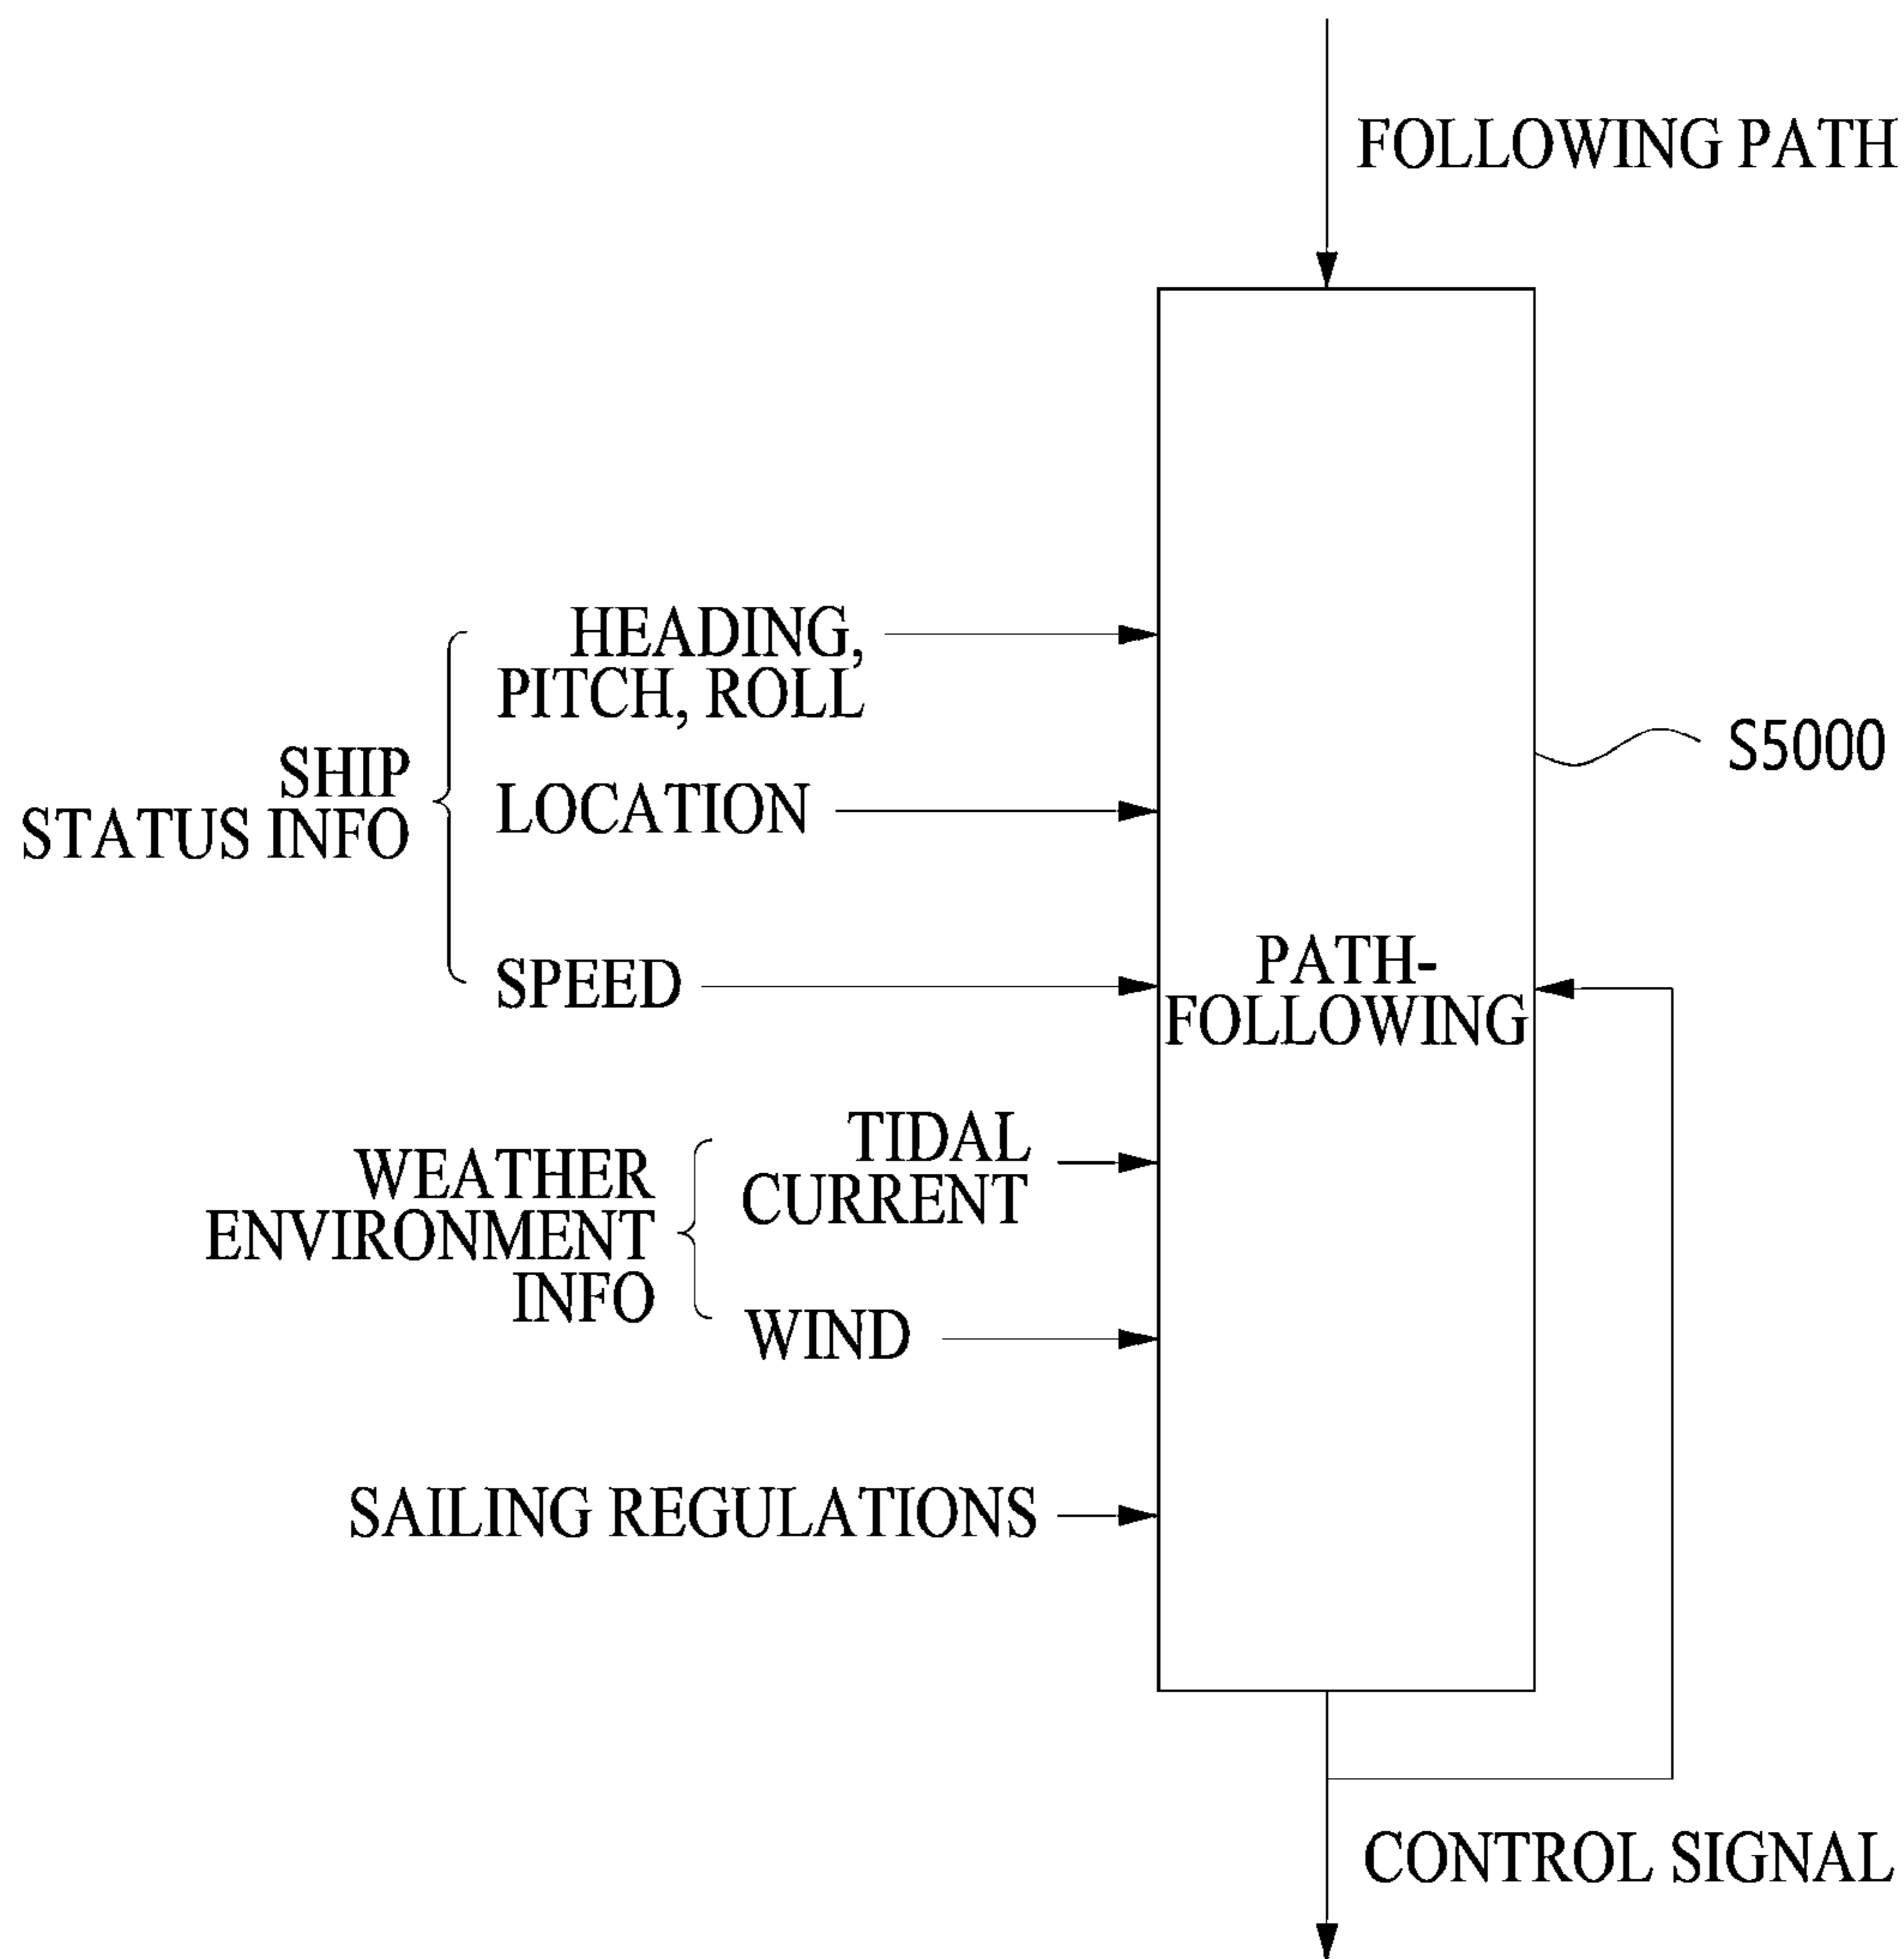 FOLLOWING PATH
HEADING,
PITCH, ROLL
SHIP
STATUS INFO
LOCATION
S5000
SPEED
PATH-
FOLLOWING
TIDAL
CURRENT
WEATHER
ENVIRONMENT
INFO
WIND
SAILING REGULATIONS
CONTROL SIGNAL